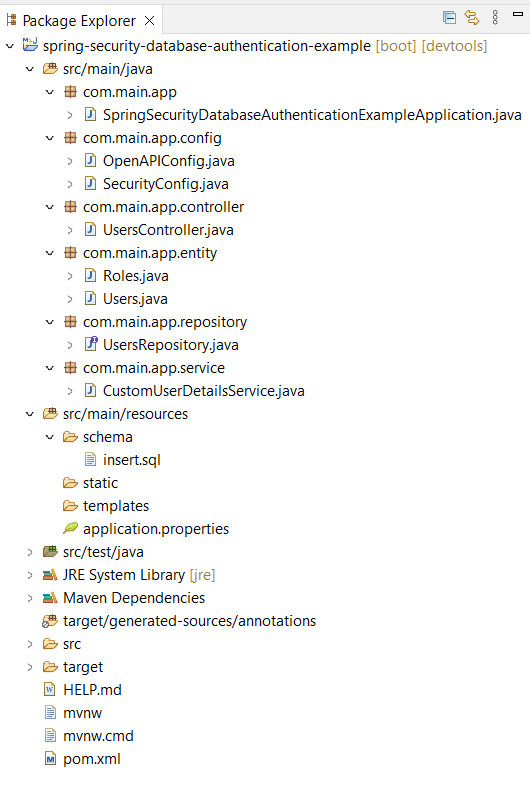 Package Explorer
spring-security-database-authentication-example [boot] [devtools]
src/main/java
com.main.app
SpringSecurityDatabaseAuthenticationExampleApplication.java
com.main.app.config
OpenAPIConfig.java
SecurityConfig.java
com.main.app.controller
UsersController.java
com.main.app.entity
Roles.java
Users.java
com.main.app.repository
UsersRepository.java
com.main.app.service
CustomUserDetailsService.java
src/main/resources
schema
insert.sql
static
templates
application.properties
src/test/java
JRE System Library [jre]
Maven Dependencies
target/generated-sources/annotations
src
target
HELP.md
mvnw
mvnw.cmd
pom.xml